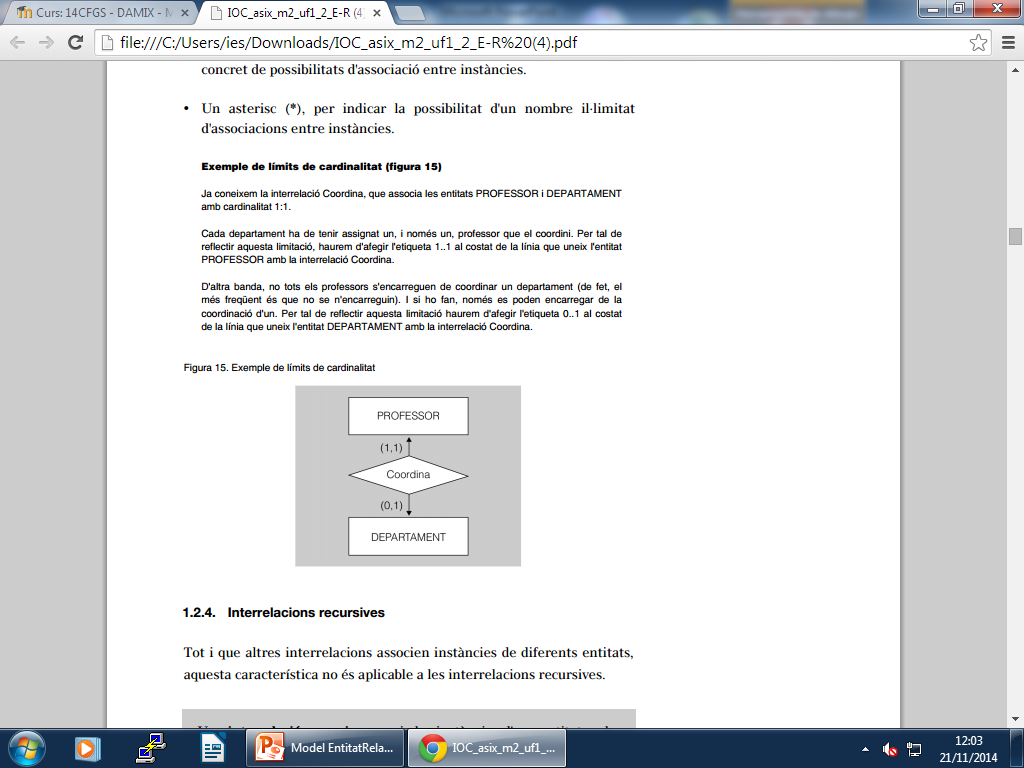 Curs: 14CFGS - DAMIX - M
IOC_asix_m2_uf1_2_E-R (4
file:///C:/Users/ies/Downloads/IOC_asix_m2_uf1_2_E-R%20(4).pdf
concret de possibilitats d'associació entre instàncies.
• Un asterisc (*), per indicar la possibilitat d'un nombre il·limitat
d'associacions entre instàncies.
Exemple de límits de cardinalitat (figura 15)
Ja coneixem la interrelació Coordina, que associa les entitats PROFESSOR i DEPARTAMENT
amb cardinalitat 1:1.
Cada departament ha de tenir assignat un, i només un, professor que el coordini. Per tal de
reflectir aquesta limitació, haurem d'afegir l'etiqueta 1..1 al costat de la línia que uneix l'entitat
PROFESSOR amb la interrelació Coordina.
D'altra banda, no tots els professors s'encarreguen de coordinar un departament (de fet, el
més freqüent és que no se n'encarreguin). I si ho fan, només es poden encarregar de la
coordinació d'un. Per tal de reflectir aquesta limitació haurem d'afegir l'etiqueta 0..1 al costat
de la línia que uneix l'entitat DEPARTAMENT amb la interrelació Coordina.
Figura 15. Exemple de límits de cardinalitat
PROFESSOR
(1,1)
Coordina
(0,1)
DEPARTAMENT
1.2.4. Interrelacions recursives
Tot i que altres interrelacions associen instàncies de diferents entitats,
aquesta característica no és aplicable a les interrelacions recursives.
Model EntitatRela...
IOC_asix_m2_uf1_...
12:03
21/11/2014